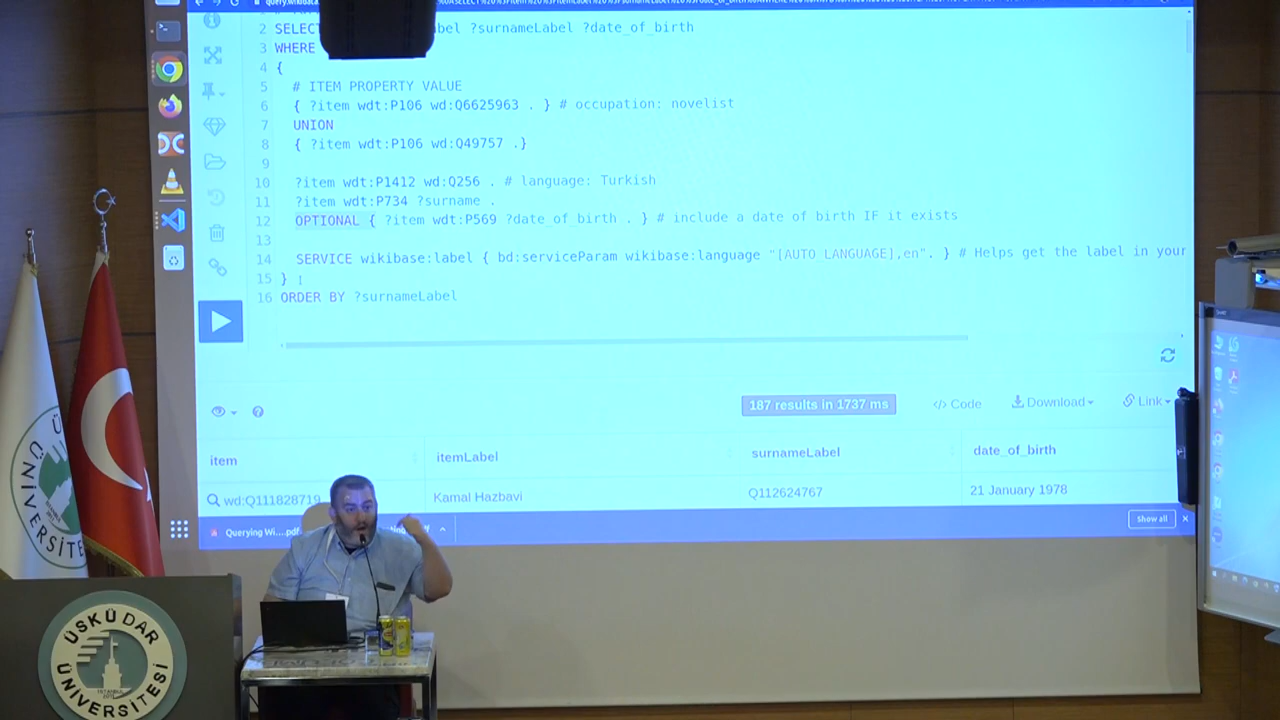 query.wikidata.
2 SELECT ?surnameLabel ?date_of_birth
3 WHERE
4 {
5 # ITEM PROPERTY VALUE
6 { ?item wdt:P106 wd:Q6625963 . } # occupation: novelist
7 UNION
8 { ?item wdt:P106 wd:Q49757 .}
9
10 ?item wdt:P1412 wd:Q256 . # language: Turkish
11 ?item wdt:P734 ?surname .
12 OPTIONAL { ?item wdt:P569 ?date_of_birth . } # include a date of birth IF it exists
13
14 SERVICE wikibase:label { bd:serviceParam wikibase:language "[AUTO_LANGUAGE],en". } # Helps get the label in your
15 }
16 ORDER BY ?surnameLabel
187 results in 1737 ms
</> Code
Download
Link
item itemLabel surnameLabel date_of_birth
wd:Q111828719 Kamal Hazbavi Q112624767 21 January 1978
Querying Wi....pdf
Show all
ÜSKÜDAR
ÜNİVERSİTESİ
İSTANBUL